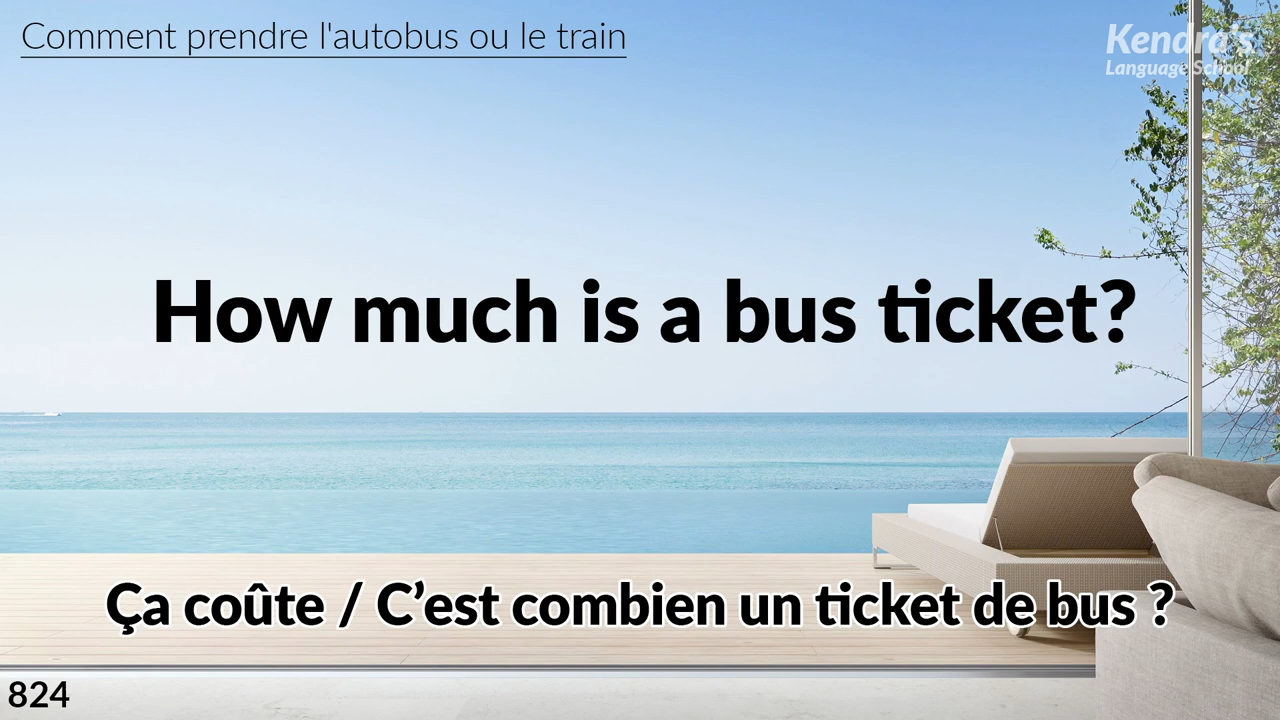 Comment prendre l'autobus ou le train
Kendra's
Language School
How much is a bus ticket?
Ça coûte / C’est combien un ticket de bus ?
824